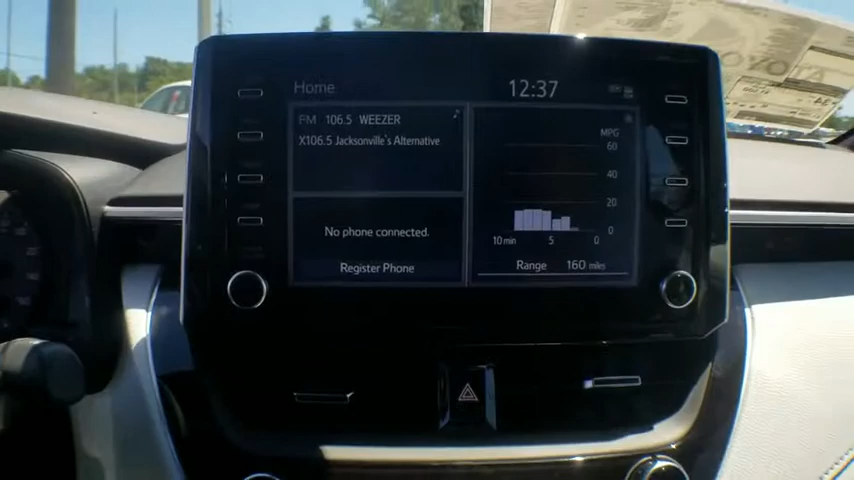 Home
12:37
FM 106.5 WEEZER
X106.5 Jacksonville's Alternative
MPG
60
40
20
0
10 min 5 0
No phone connected.
Register Phone
Range 160 miles